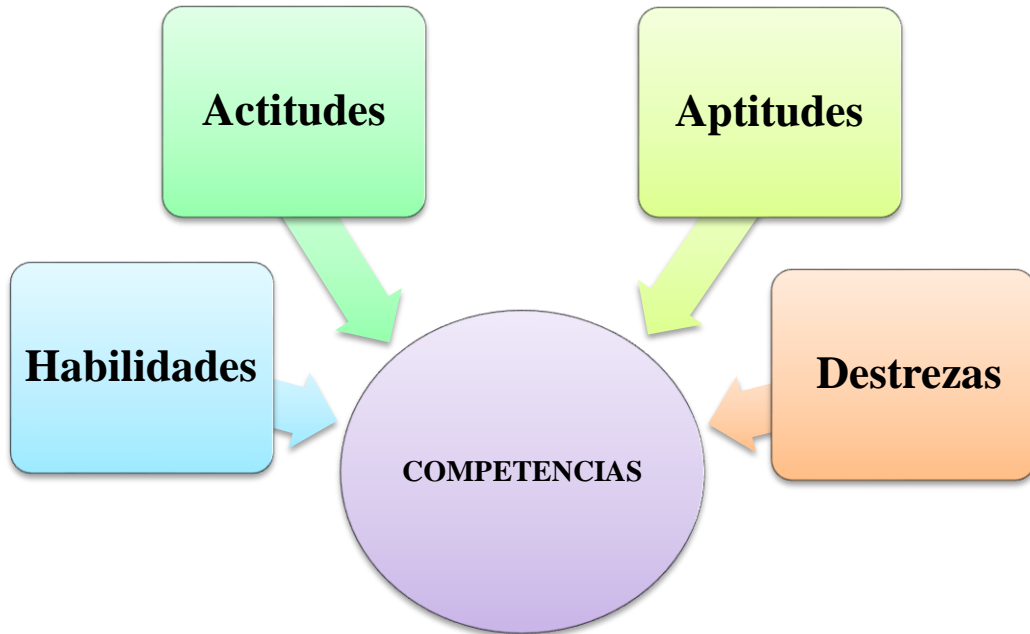 Actitudes
Aptitudes
Habilidades
Destrezas
COMPETENCIAS